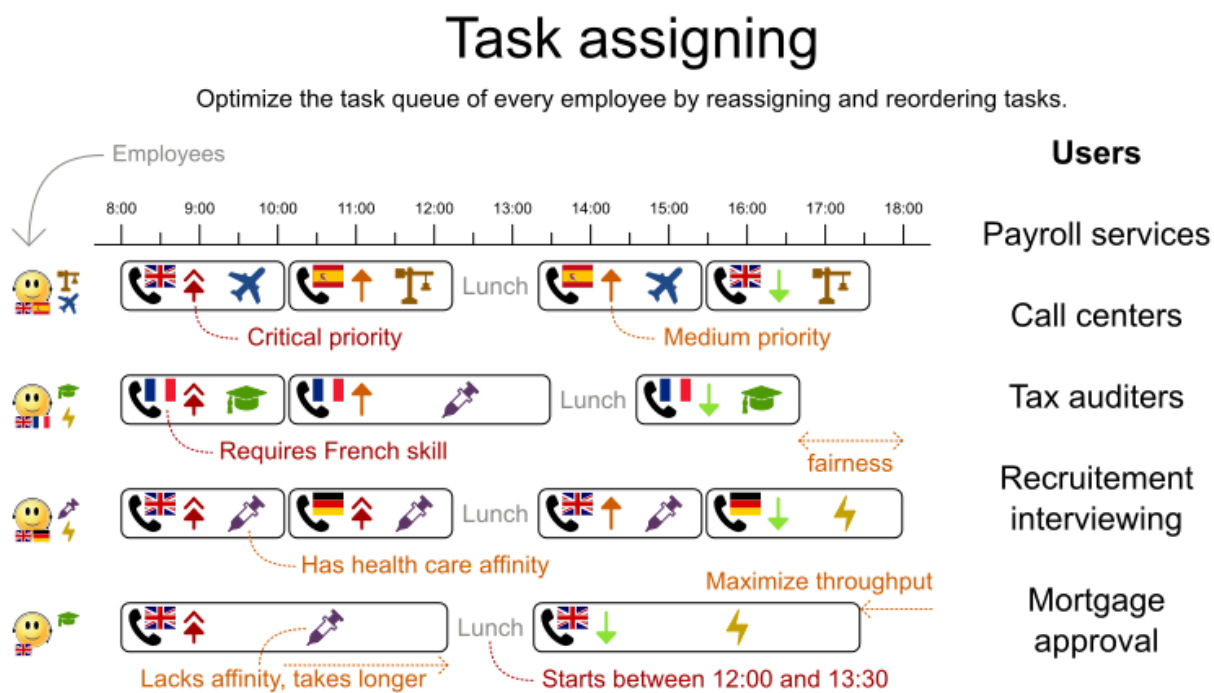 Task assigning
Optimize the task queue of every employee by reassigning and reordering tasks.
Employees
Users
8:00 9:00 10:00 11:00 12:00 13:00 14:00 15:00 16:00 17:00 18:00
Payroll services
Lunch
Call centers
Critical priority
Medium priority
Lunch
Tax auditers
Requires French skill
fairness
Recruitement
interviewing
Lunch
Has health care affinity
Maximize throughput
Mortgage
approval
Lunch
Lacks affinity, takes longer
Starts between 12:00 and 13:30